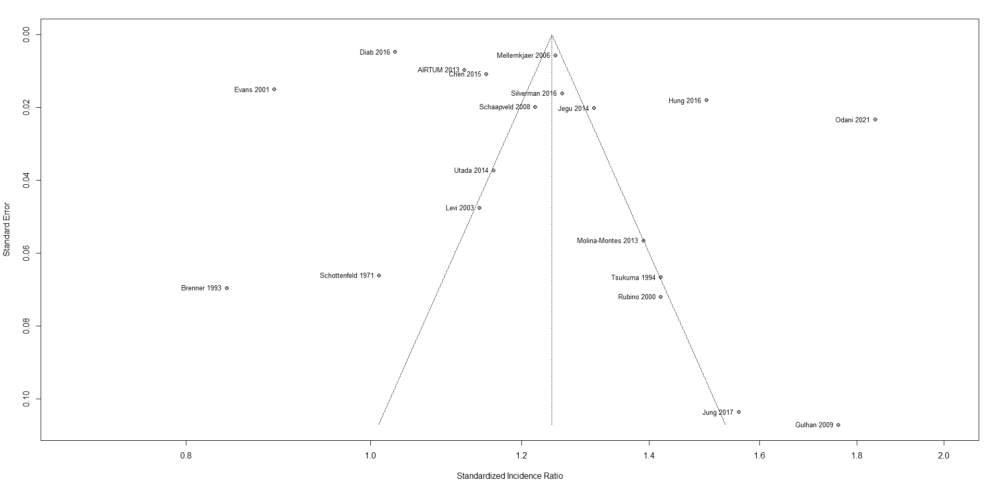 0.00
Diab 2016
Mellemkjaer 2006
AIRTUM 2013
Chen 2015
Evans 2001
Silverman 2016
Hung 2016
0.02
Schaapveld 2008
Jegu 2014
Odani 2021
Utada 2014
0.04
Levi 2003
Standard Error
Molina-Montes 2013
0.06
Schottenfeld 1971
Tsukuma 1994
Brenner 1993
Rubino 2000
0.08
0.10
Jung 2017
Gulhan 2009
0.8 1.0 1.2 1.4 1.6 1.8 2.0
Standardized Incidence Ratio